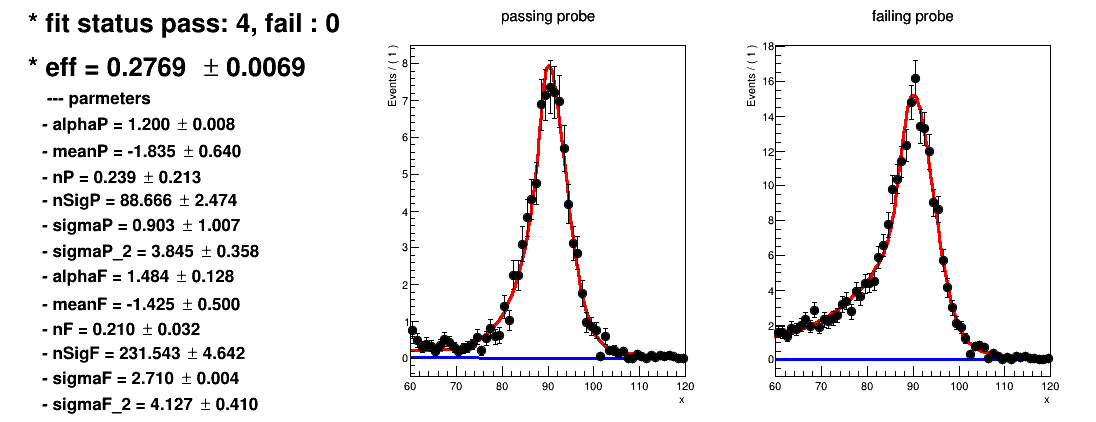 * fit status pass: 4, fail : 0
* eff = 0.2769 ± 0.0069
--- parmeters
- alphaP = 1.200 ± 0.008
- meanP = -1.835 ± 0.640
- nP = 0.239 ± 0.213
- nSigP = 88.666 ± 2.474
- sigmaP = 0.903 ± 1.007
- sigmaP_2 = 3.845 ± 0.358
- alphaF = 1.484 ± 0.128
- meanF = -1.425 ± 0.500
- nF = 0.210 ± 0.032
- nSigF = 231.543 ± 4.642
- sigmaF = 2.710 ± 0.004
- sigmaF_2 = 4.127 ± 0.410
passing probe
Events / ( 1 )
8
7
6
5
4
3
2
1
0
60 70 80 90 100 110 120
x
failing probe
Events / ( 1 )
18
16
14
12
10
8
6
4
2
0
60 70 80 90 100 110 120
x